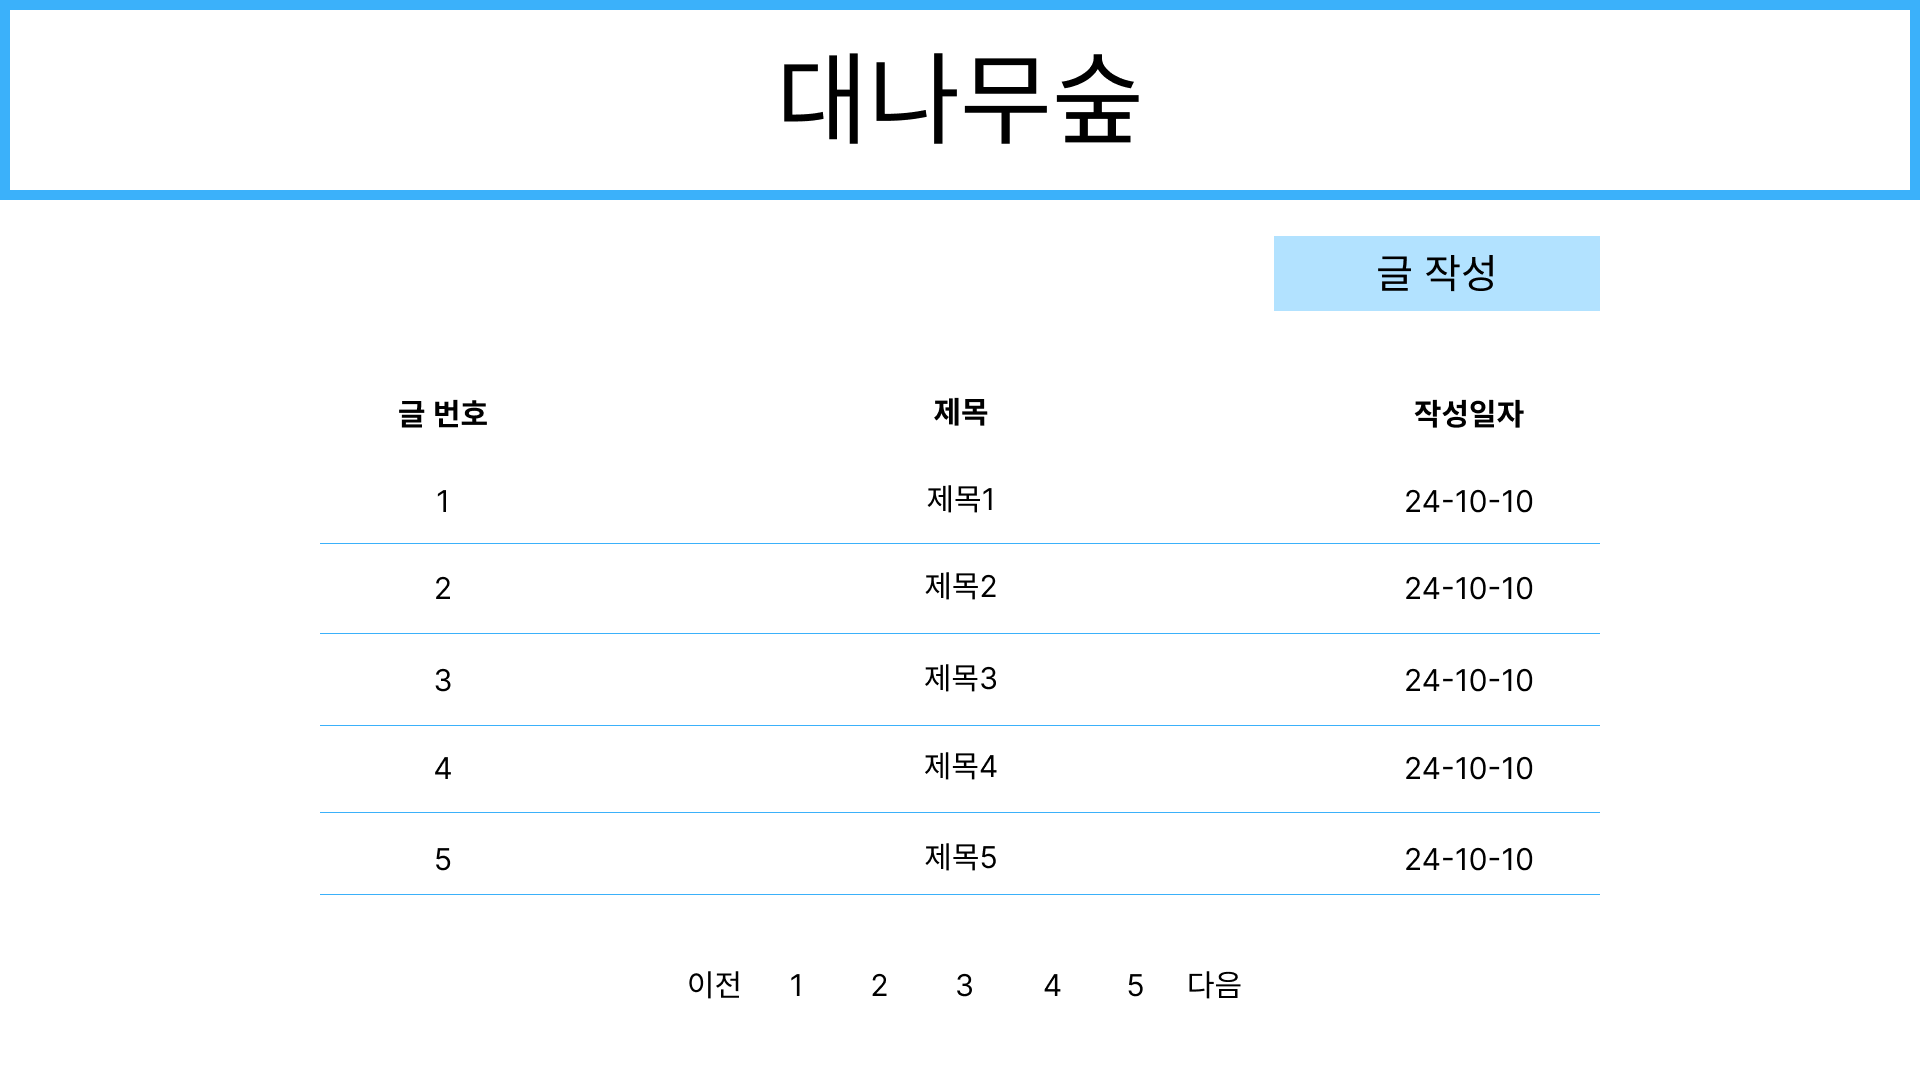 대나무숲
글 작성
글 번호 제목 작성일자
1 제목1 24-10-10
2 제목2 24-10-10
3 제목3 24-10-10
4 제목4 24-10-10
5 제목5 24-10-10
이전 1 2 3 4 5 다음